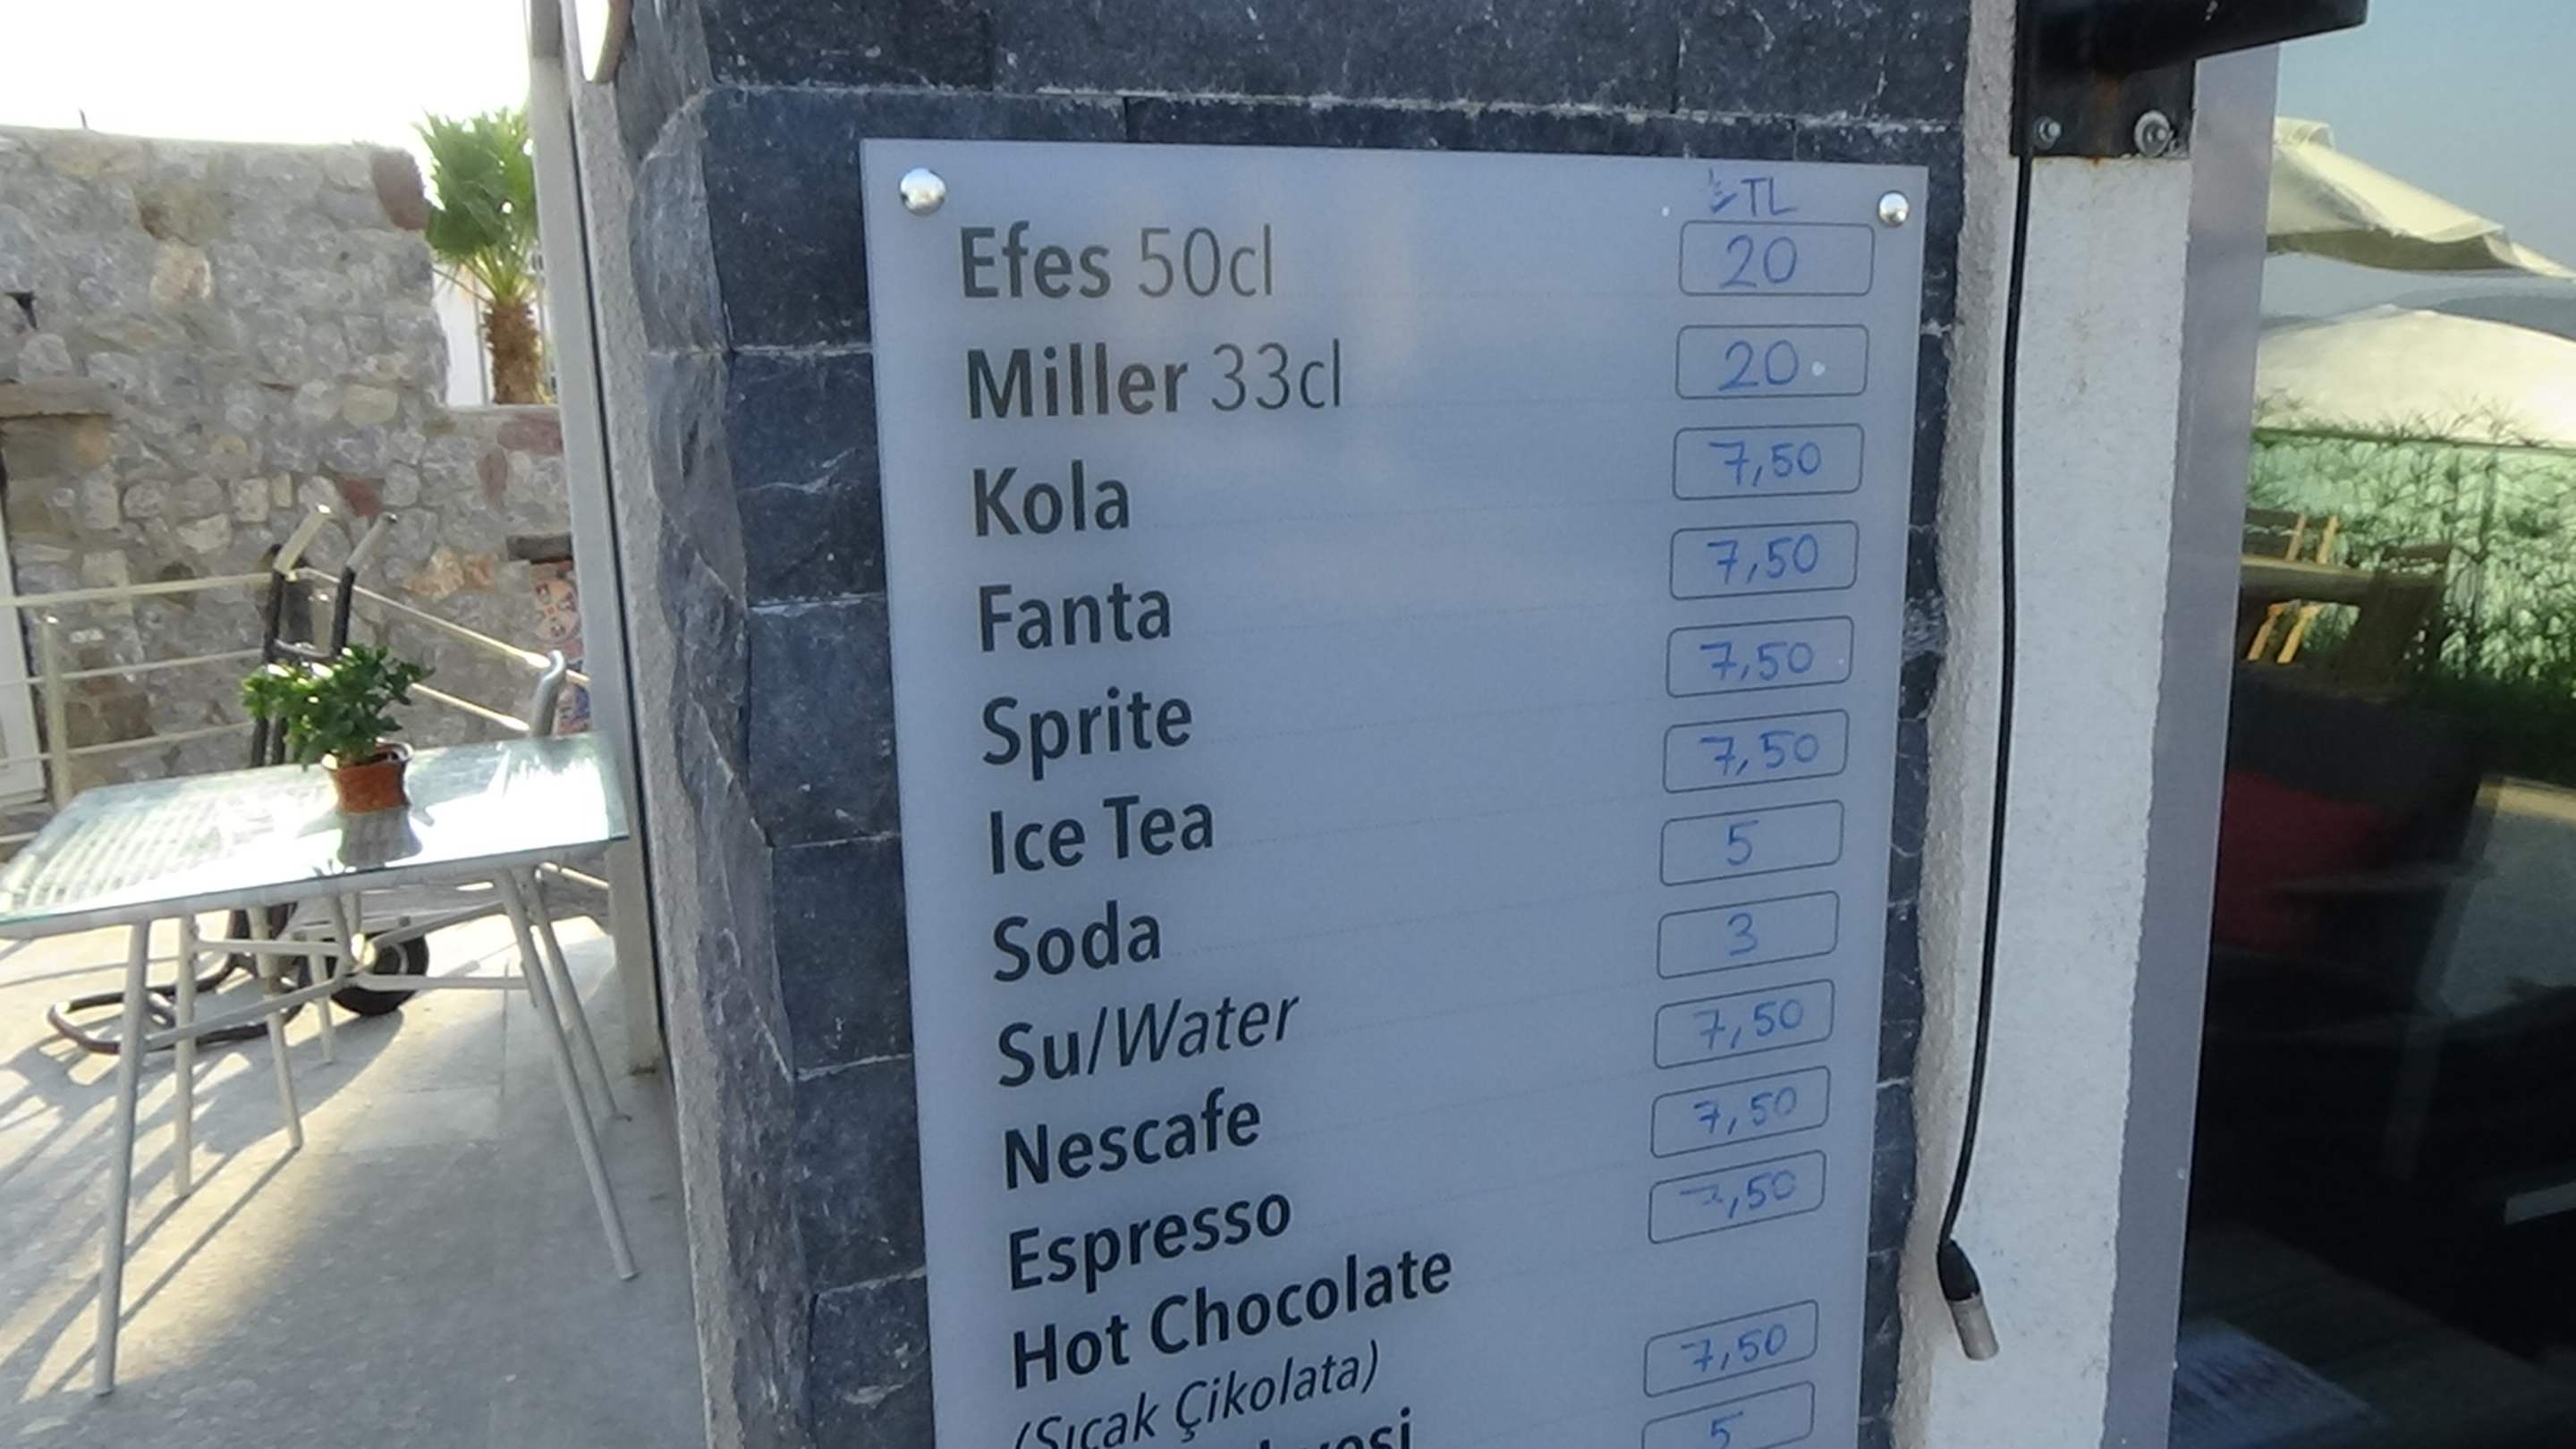 TL
Efes 50cl 20
Miller 33cl 20
Kola 7,50
Fanta 7,50
Sprite 7,50
Ice Tea 7,50
Soda 5
Su/Water 3
Nescafe 7,50
Espresso 7,50
Hot Chocolate 7,50
(Sıcak Çikolata)
7,50
5